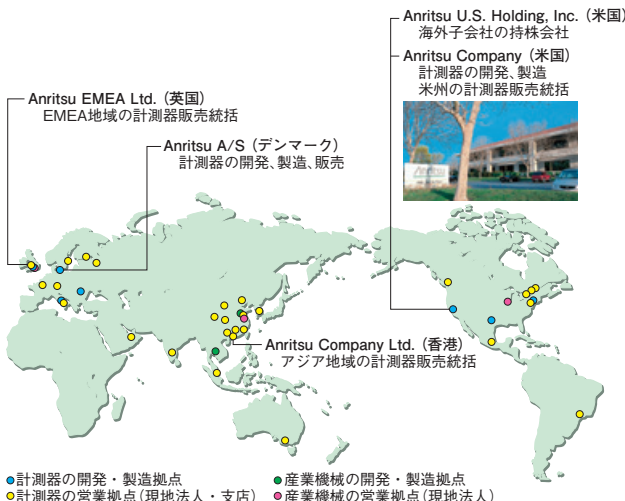 Anritsu U.S. Holding, Inc.(米国)
海外子会社の持株会社
Anritsu Company(米国)
計測器の開発、製造
米州の計測器販売統括
Anritsu
Anritsu EMEA Ltd.(英国)
EMEA地域の計測器販売統括
Anritsu A/S(デンマーク)
計測器の開発、製造、販売
Anritsu Company Ltd.(香港)
アジア地域の計測器販売統括
●計測器の開発・製造拠点
●計測器の営業拠点(現地法人・支店)
●産業機械の開発・製造拠点
●産業機械の営業拠点(現地法人)